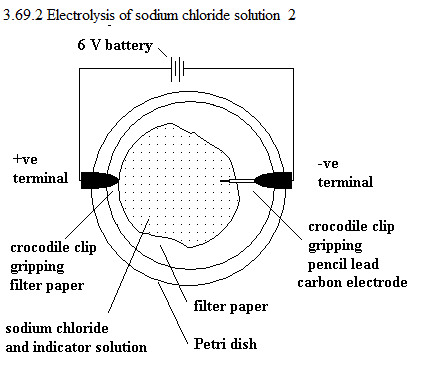 3.69.2 Electrolysis of sodium chloride solution 2
6 V battery
+ve
terminal
-ve
terminal
crocodile clip
gripping
filter paper
crocodile clip
gripping
pencil lead
carbon electrode
filter paper
sodium chloride
and indicator solution
Petri dish